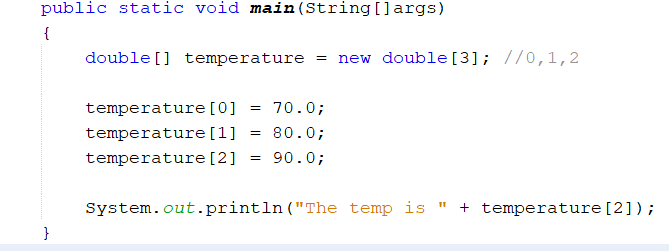 public static void main(String[]args)
{
double[] temperature = new double[3]; //0,1,2
temperature[0] = 70.0;
temperature[1] = 80.0;
temperature[2] = 90.0;
System.out.println("The temp is " + temperature[2]);
}